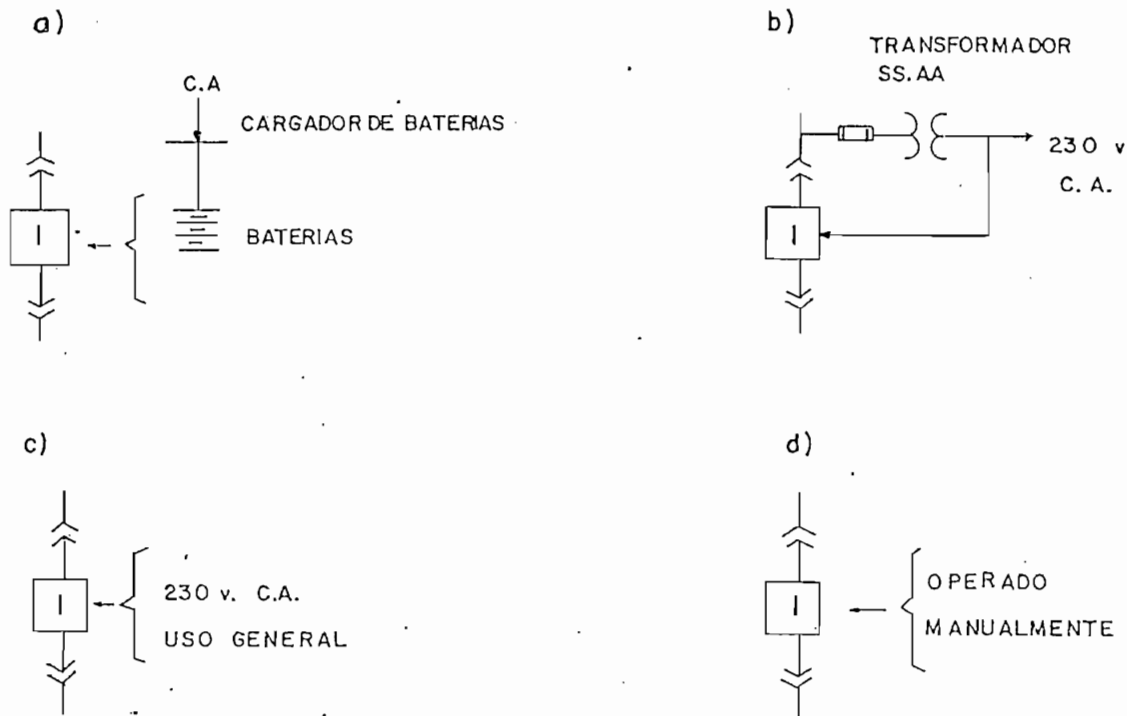 a)
C.A
CARGADOR DE BATERIAS
I
BATERIAS
b)
TRANSFORMADOR
SS.AA
230 v
C. A.
I
c)
I
230 v. C.A.
USO GENERAL
d)
I
OPERADO
MANUALMENTE